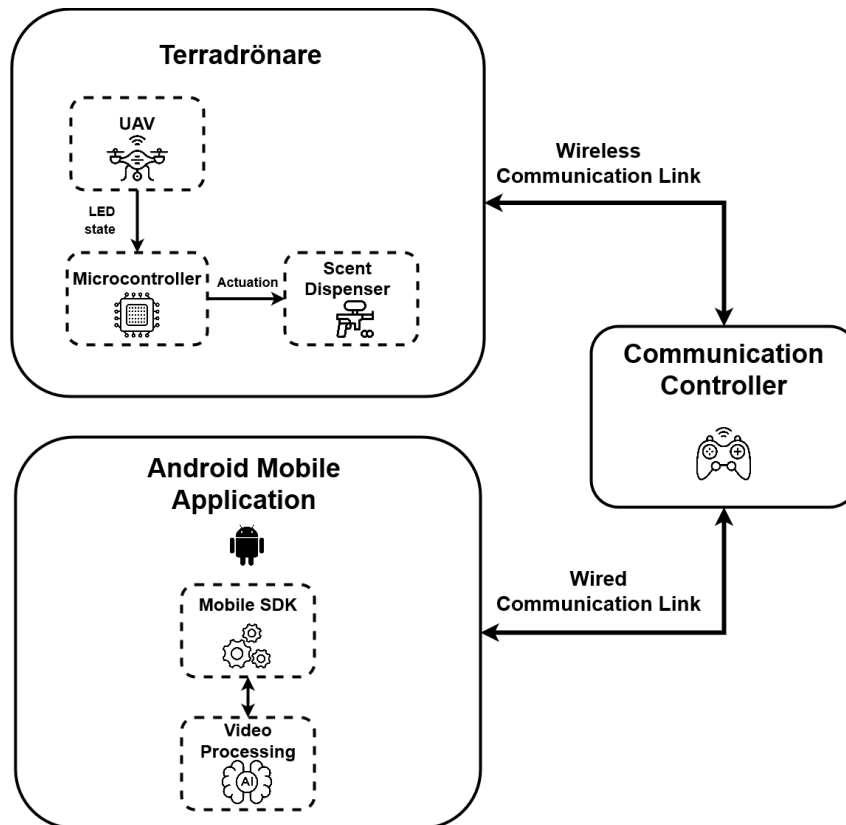 Terradrönare
UAV
LED
state
Microcontroller
Actuation
Scent
Dispenser
Wireless
Communication Link
Communication
Controller
Android Mobile
Application
Mobile SDK
Video
Processing
AI
Wired
Communication Link